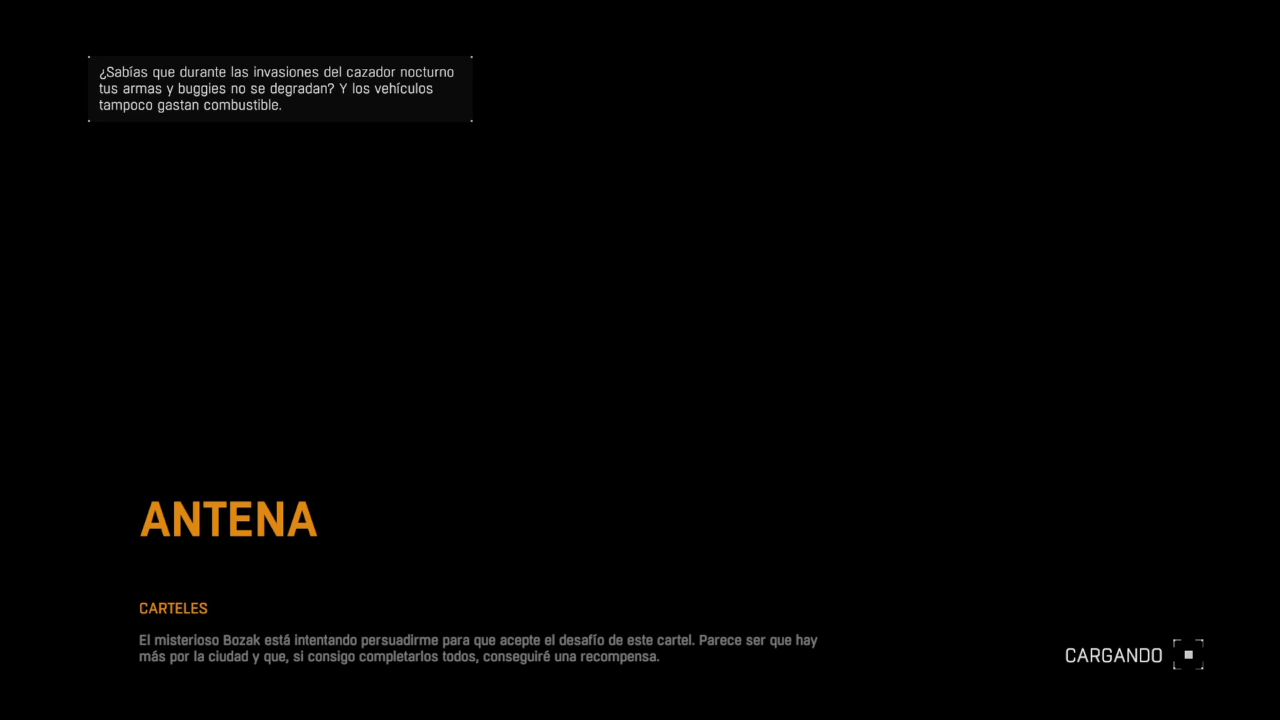 ¿Sabías que durante las invasiones del cazador nocturno
tus armas y buggies no se degradan? Y los vehículos
tampoco gastan combustible.
ANTENA
CARTELES
El misterioso Bozak está intentando persuadirme para que acepte el desafío de este cartel. Parece ser que hay
más por la ciudad y que, si consigo completarlos todos, conseguiré una recompensa.
CARGANDO